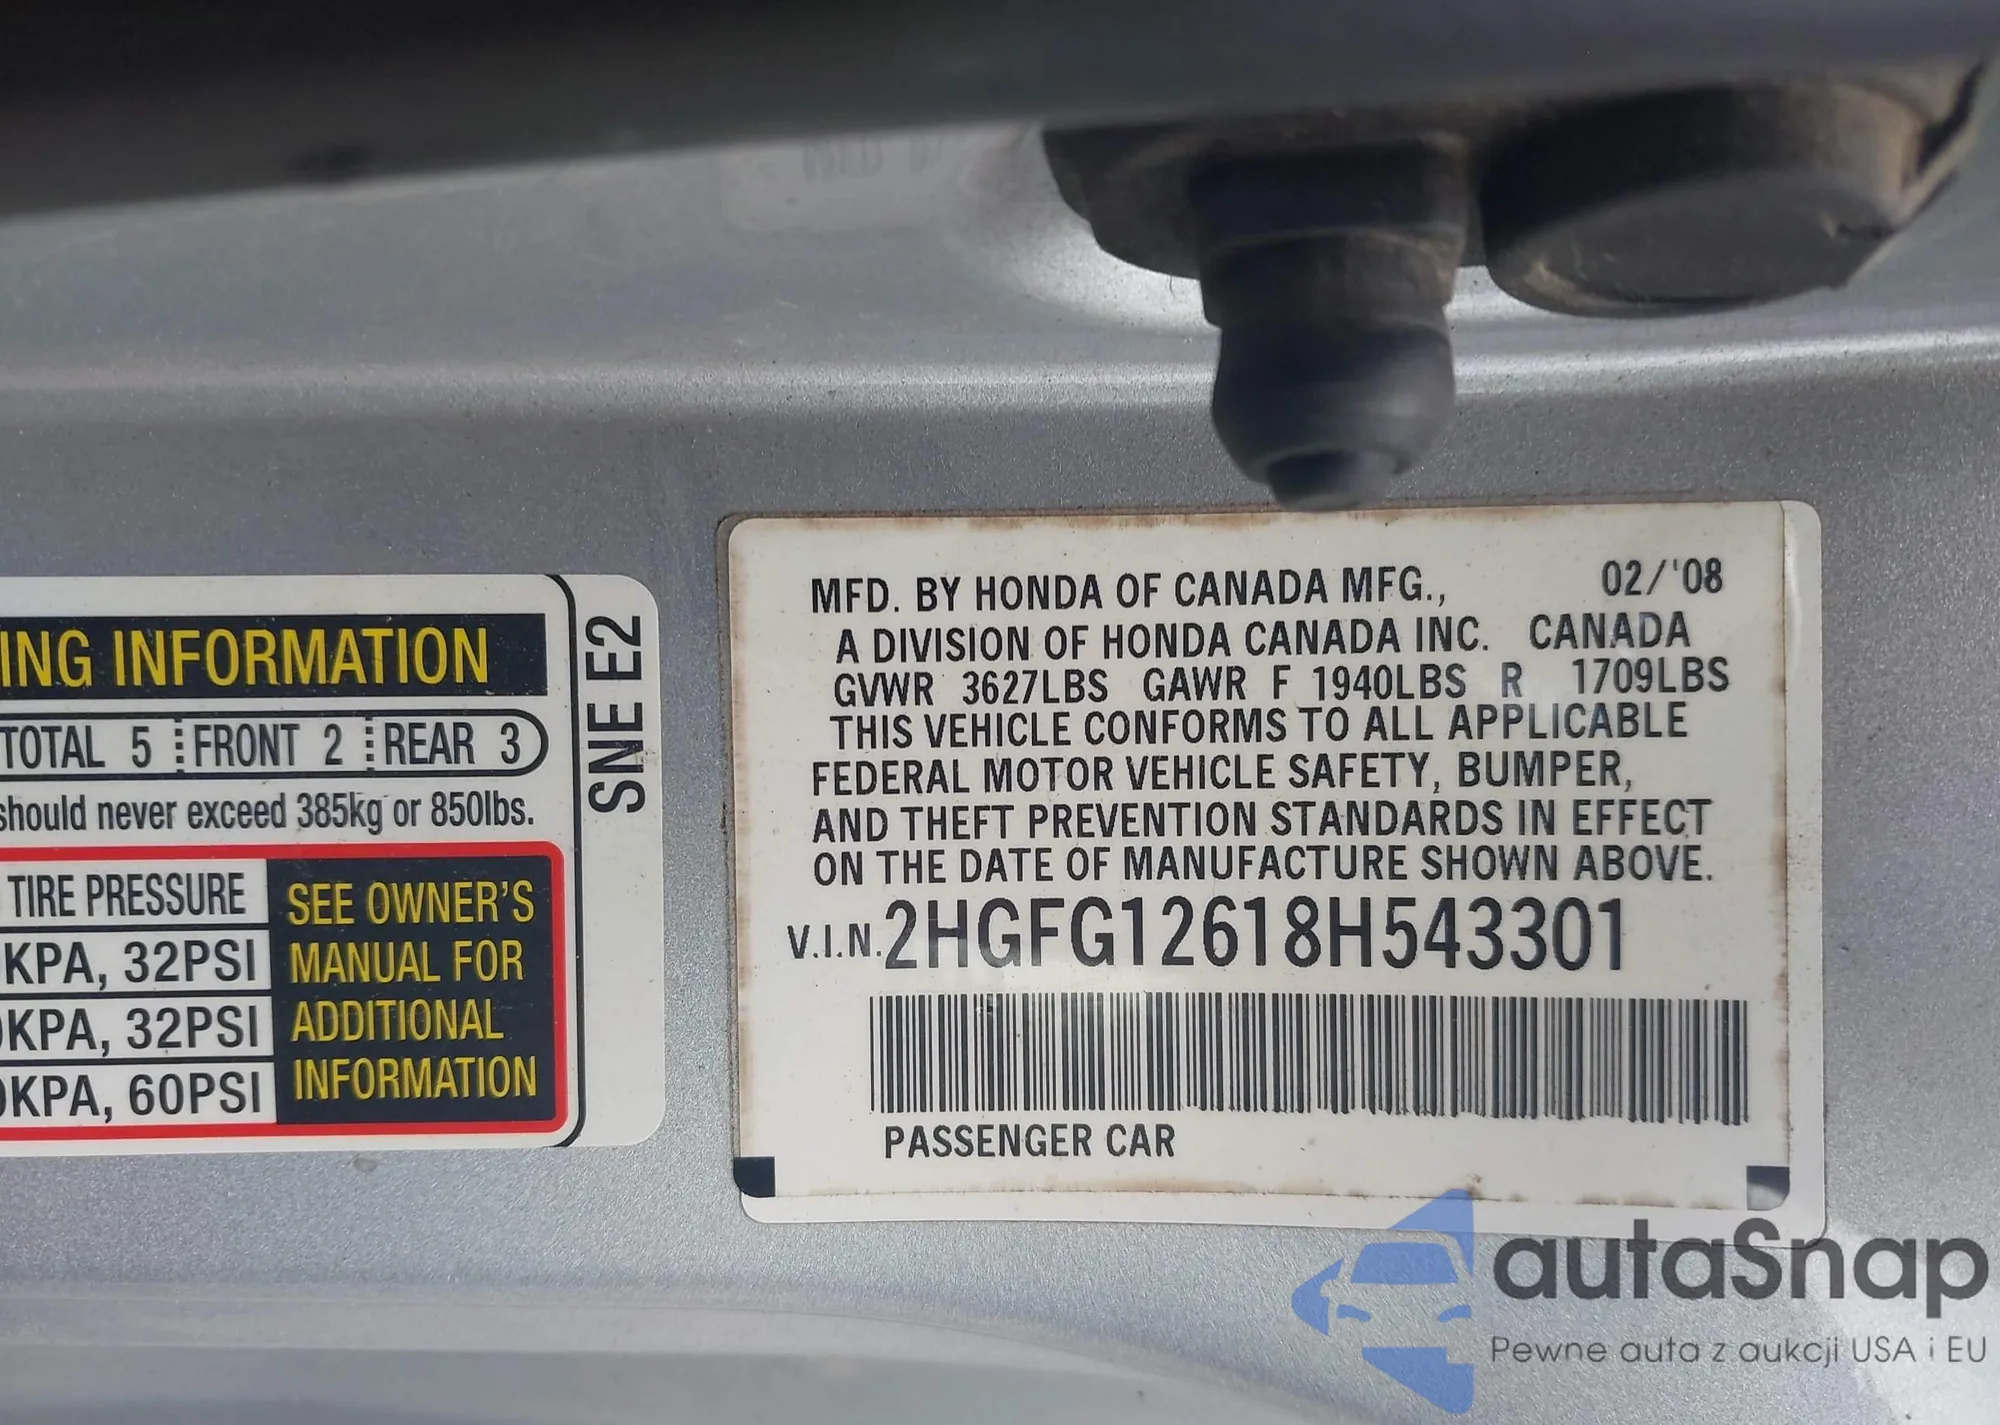 ING INFORMATION
TOTAL 5 FRONT 2 REAR 3
should never exceed 385kg or 850lbs.
TIRE PRESSURE
KPA, 32PSI
0KPA, 32PSI
0KPA, 60PSI
SEE OWNER'S
MANUAL FOR
ADDITIONAL
INFORMATION
SNE E2
MFD. BY HONDA OF CANADA MFG., 02/'08
A DIVISION OF HONDA CANADA INC. CANADA
GVWR 3627LBS GAWR F 1940LBS R 1709LBS
THIS VEHICLE CONFORMS TO ALL APPLICABLE
FEDERAL MOTOR VEHICLE SAFETY, BUMPER,
AND THEFT PREVENTION STANDARDS IN EFFECT
ON THE DATE OF MANUFACTURE SHOWN ABOVE.
V.I.N. 2HGFG12618H543301
PASSENGER CAR
autaSnap
Pewne auta z aukcji USA i EU